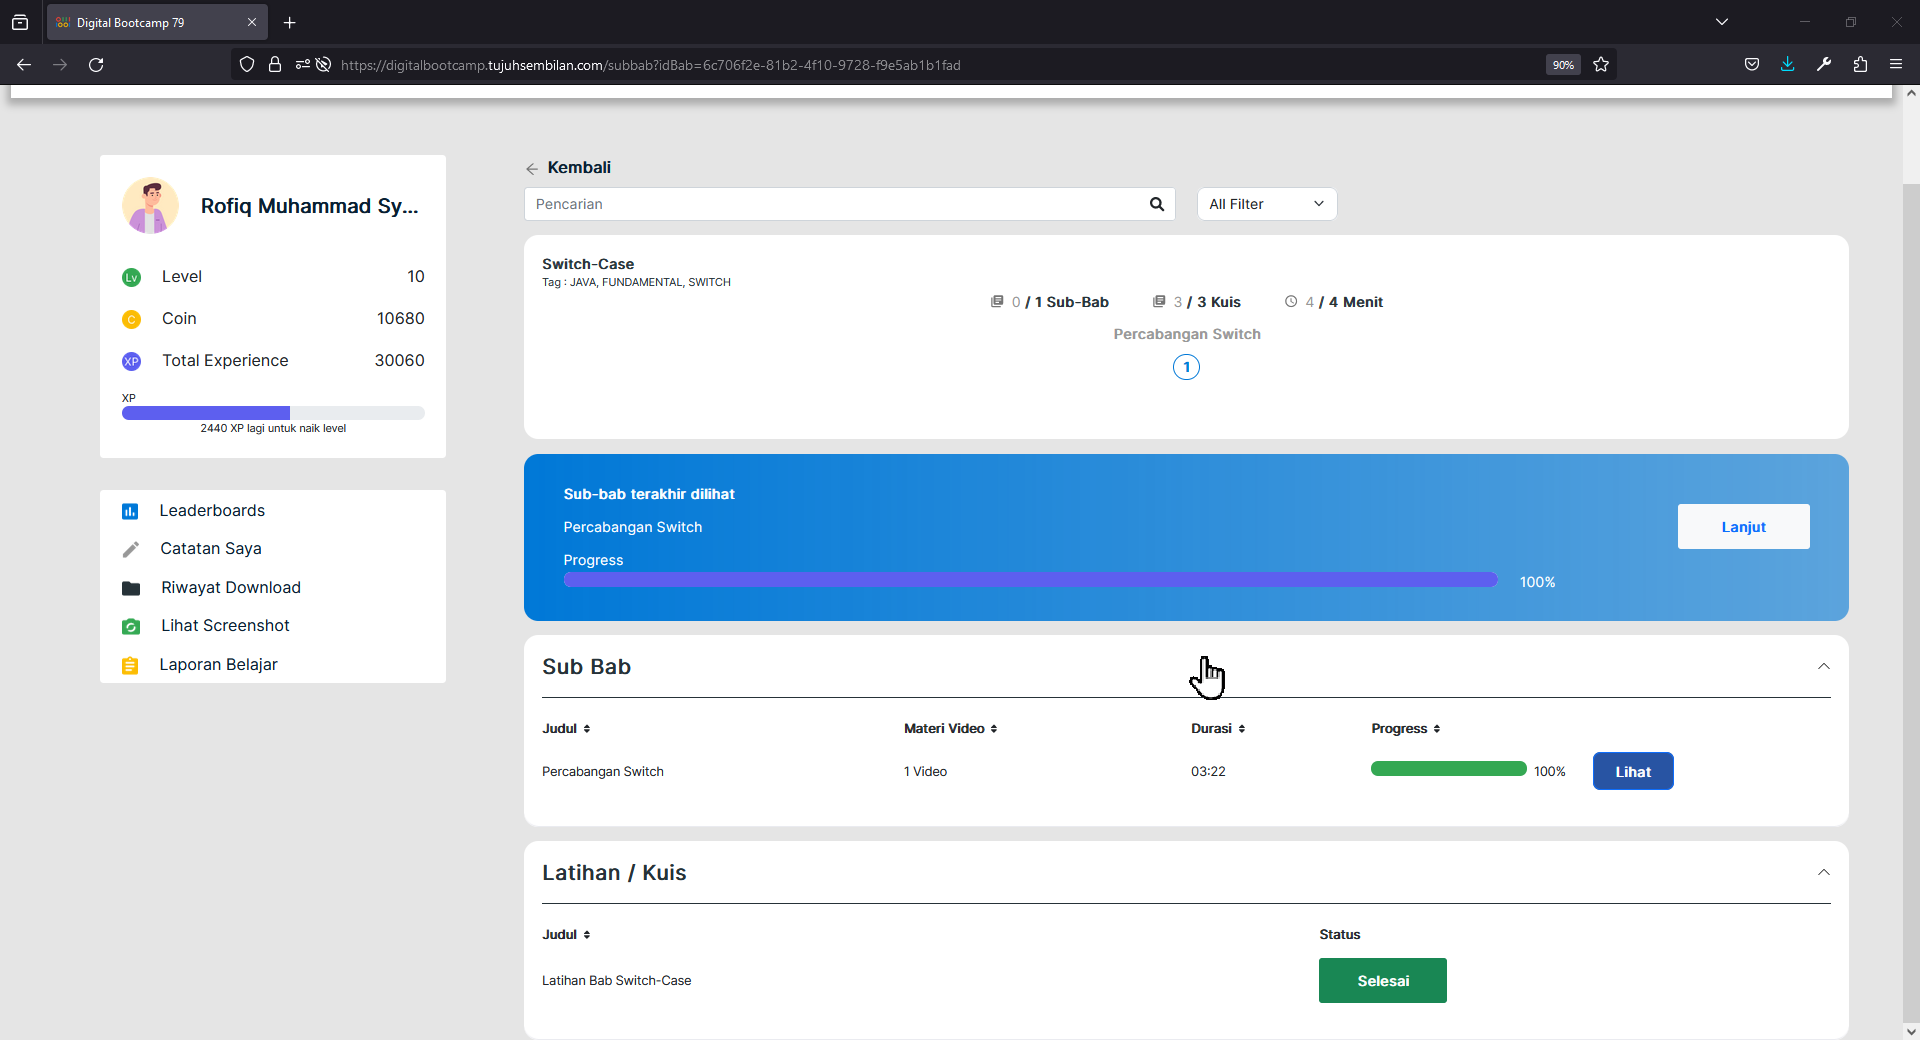 Digital Bootcamp 79
https://digitalbootcamp.tujuhsembilan.com/subbab?idBab=6c706f2e-81b2-4f10-9728-f9e5ab1b1fad
90%
Rofiq Muhammad Sy...
Lv Level 10
C Coin 10680
XP Total Experience 30060
XP
2440 XP lagi untuk naik level
Leaderboards
Catatan Saya
Riwayat Download
Lihat Screenshot
Laporan Belajar
Kembali
Pencarian
All Filter
Switch-Case
Tag : JAVA, FUNDAMENTAL, SWITCH
0 / 1 Sub-Bab 3 / 3 Kuis 4 / 4 Menit
Percabangan Switch
1
Sub-bab terakhir dilihat
Percabangan Switch
Progress
100%
Lanjut
Sub Bab
Judul Materi Video Durasi Progress
Percabangan Switch 1 Video 03:22 100% Lihat
Latihan / Kuis
Judul Status
Latihan Bab Switch-Case Selesai